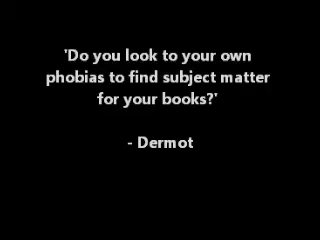 'Do you look to your own
phobias to find subject matter
for your books?'
- Dermot